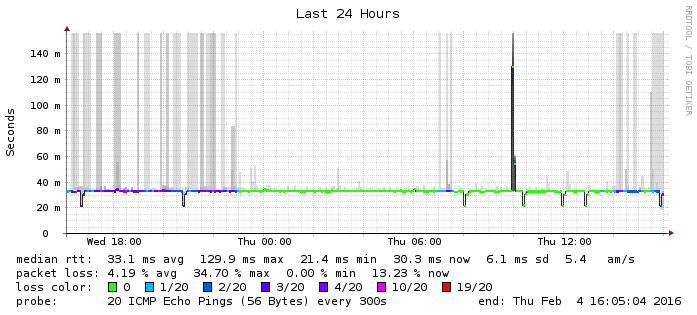 Last 24 Hours
RRDTOOL / TOBI OETIKER
Seconds
140 m
120 m
100 m
80 m
60 m
40 m
20 m
0
Wed 18:00 Thu 00:00 Thu 06:00 Thu 12:00
median rtt: 33.1 ms avg 129.9 ms max 21.4 ms min 30.3 ms now 6.1 ms sd 5.4 am/s
packet loss: 4.19 % avg 34.70 % max 0.00 % min 13.23 % now
loss color: 0 1/20 2/20 3/20 4/20 10/20 19/20
probe: 20 ICMP Echo Pings (56 Bytes) every 300s end: Thu Feb 4 16:05:04 2016